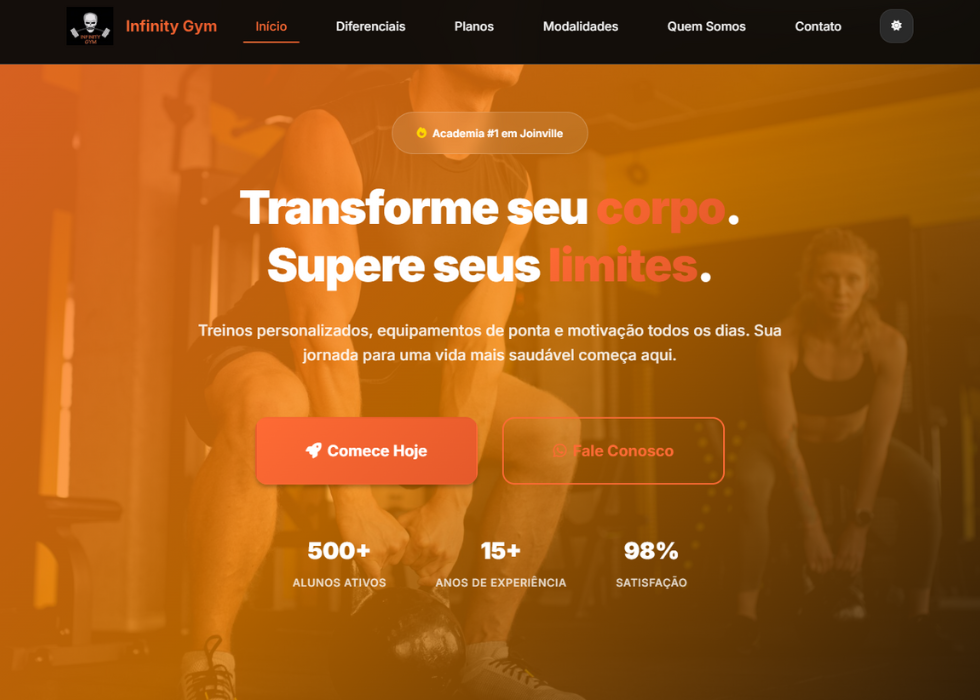 INFINITY
GYM
Infinity Gym
Início
Diferenciais
Planos
Modalidades
Quem Somos
Contato
Academia #1 em Joinville
Transforme seu corpo.
Supere seus limites.
Treinos personalizados, equipamentos de ponta e motivação todos os dias. Sua
jornada para uma vida mais saudável começa aqui.
Comece Hoje
Fale Conosco
500+
ALUNOS ATIVOS
15+
ANOS DE EXPERIÊNCIA
98%
SATISFAÇÃO